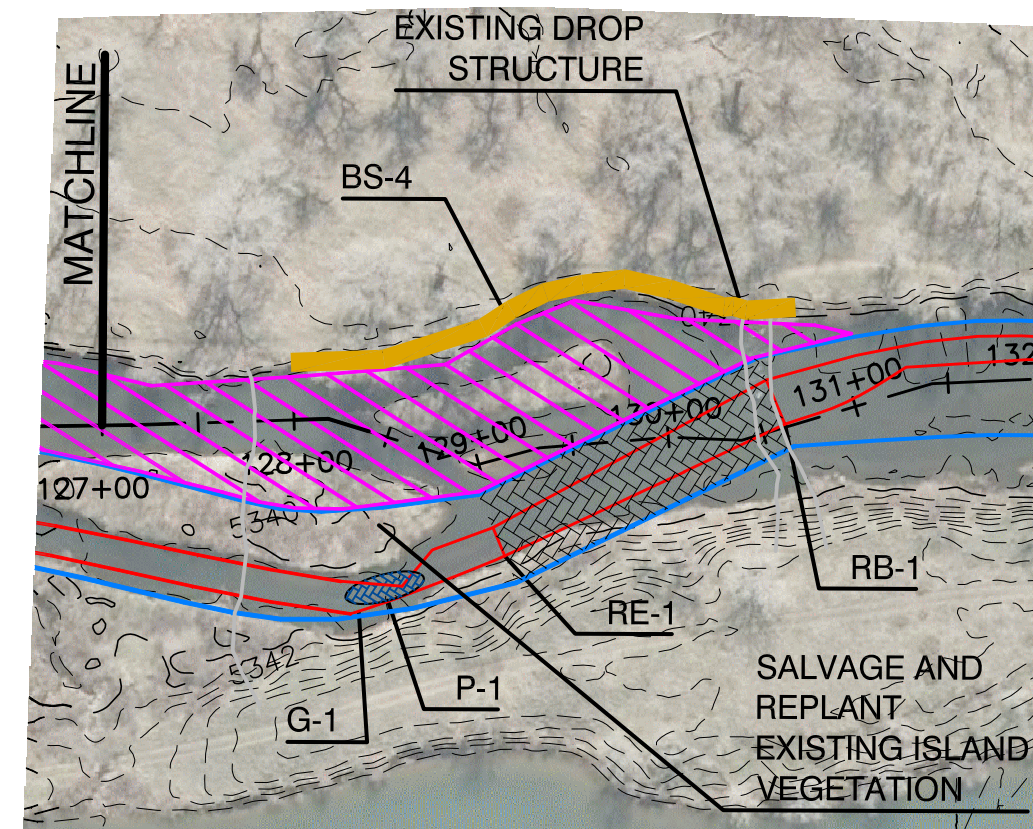 EXISTING DROP
STRUCTURE
MATCHLINE
BS-4
131+00
132
130+00
129+00
128+00
127+00
5340
RB-1
RE-1
5342
P-1
G-1
SALVAGE AND
REPLANT
EXISTING ISLAND
VEGETATION